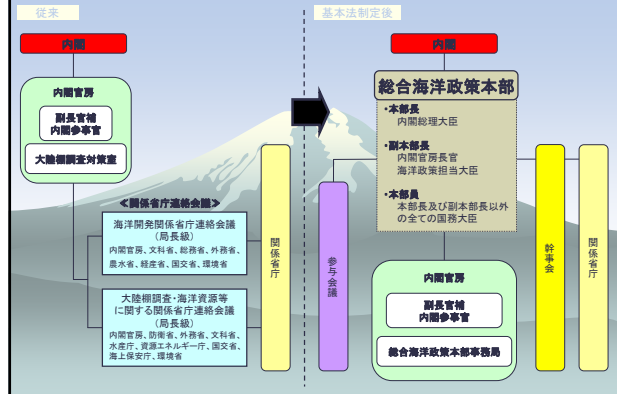 従来
内閣
内閣官房
副長官補
内閣参事官
大陸棚調査対策室
≪関係省庁連絡会議≫
海洋開発関係省庁連絡会議
(局長級)
内閣官房、文科省、総務省、外務省、
農水省、経産省、国交省、環境省
大陸棚調査・海洋資源等
に関する関係省庁連絡会議
(局長級)
内閣官房、防衛省、外務省、文科省、
水産庁、資源エネルギー庁、国交省、
海上保安庁、環境省
関係省庁
基本法制定後
内閣
総合海洋政策本部
・本部長
内閣総理大臣
・副本部長
内閣官房長官
海洋政策担当大臣
・本部員
本部長及び副本部長以外
の全ての国務大臣
参与会議
内閣官房
副長官補
内閣参事官
総合海洋政策本部事務局
幹事会
関係省庁